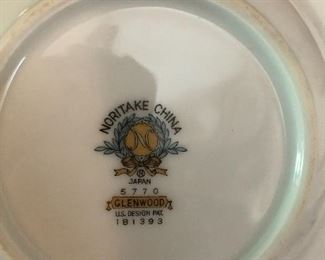 NORITAKE CHINA
N
®
JAPAN
5770
GLENWOOD
U.S. DESIGN PAT.
181393